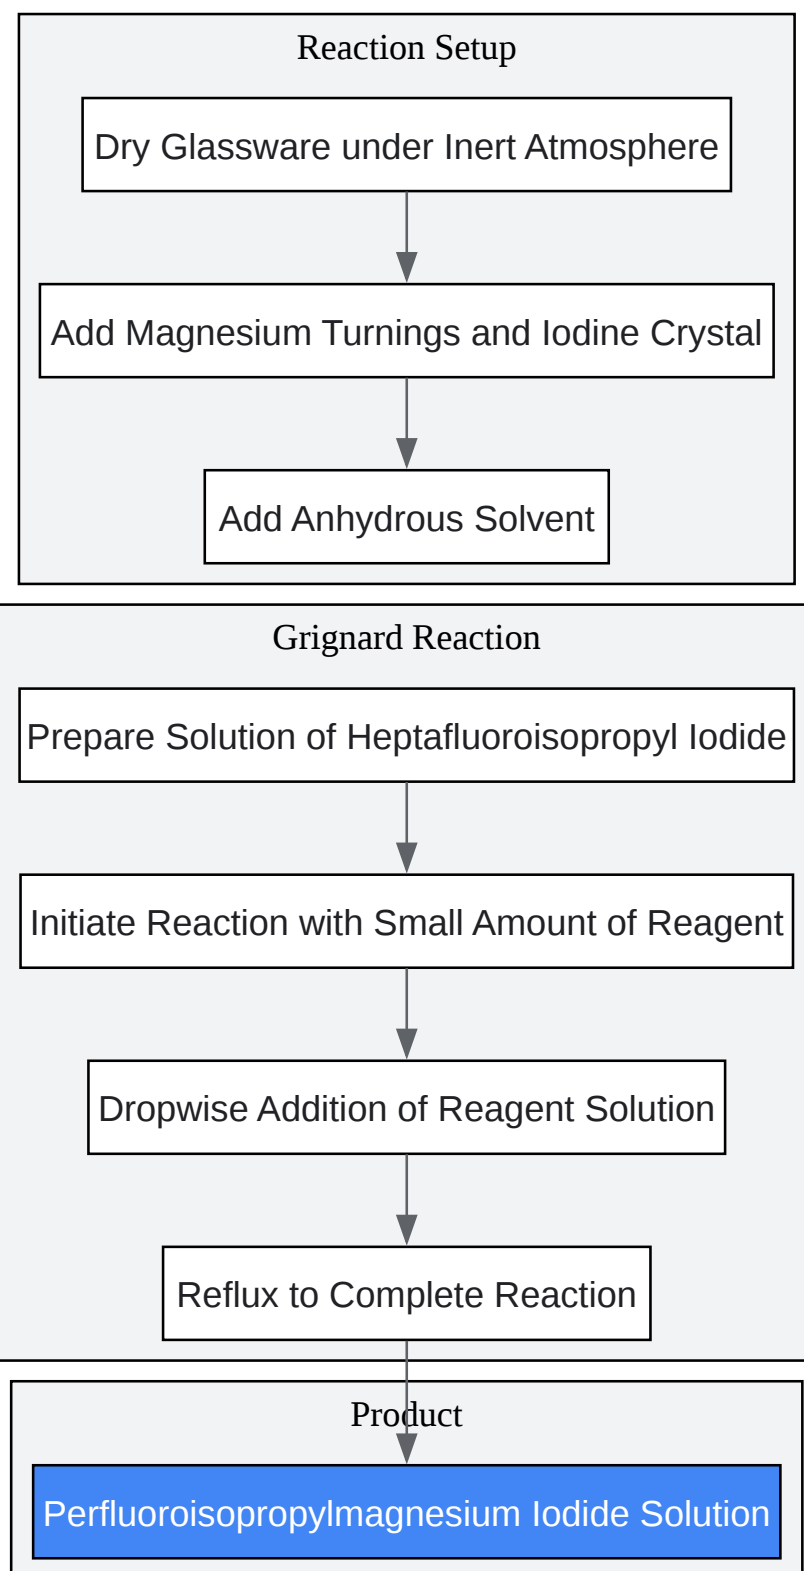 Reaction Setup
Dry Glassware under Inert Atmosphere
Add Magnesium Turnings and Iodine Crystal
Add Anhydrous Solvent
Grignard Reaction
Prepare Solution of Heptafluoroisopropyl Iodide
Initiate Reaction with Small Amount of Reagent
Dropwise Addition of Reagent Solution
Reflux to Complete Reaction
Product
Perfluoroisopropylmagnesium Iodide Solution